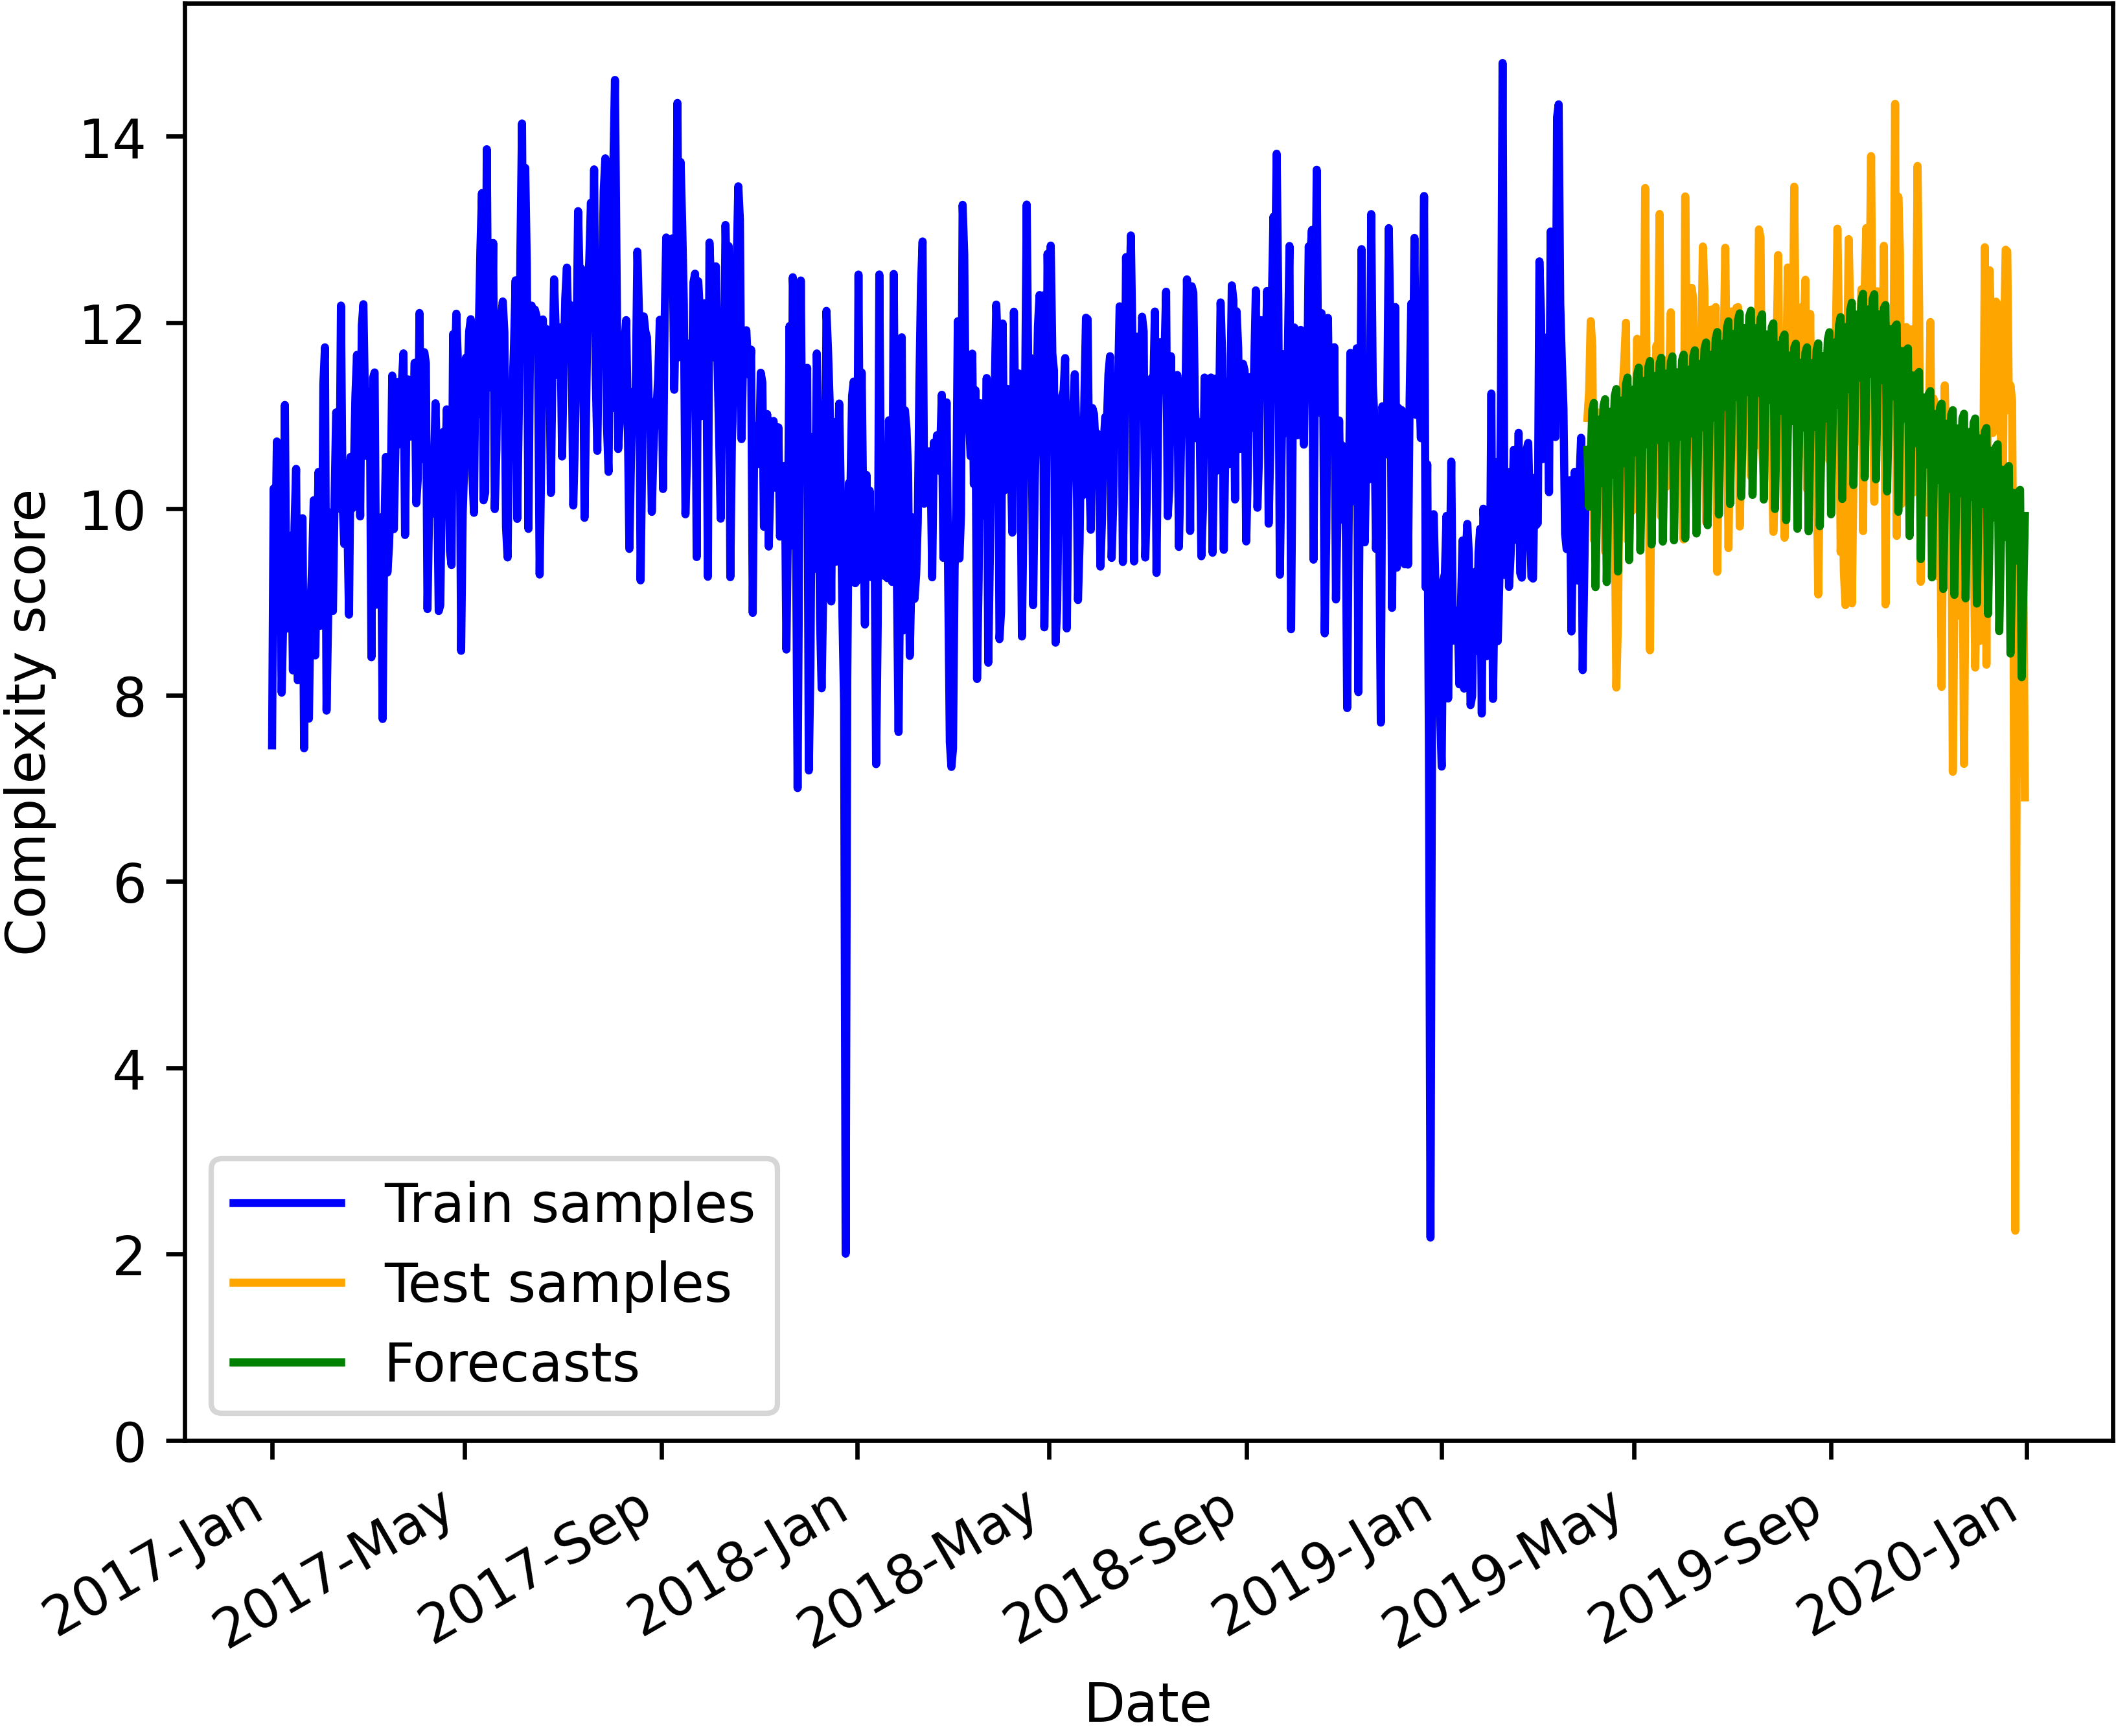 Complexity score
14
12
10
8
6
4
2
0
Train samples
Test samples
Forecasts
2017-Jan
2017-May
2017-Sep
2018-Jan
2018-May
2018-Sep
2019-Jan
2019-May
2019-Sep
2020-Jan
Date